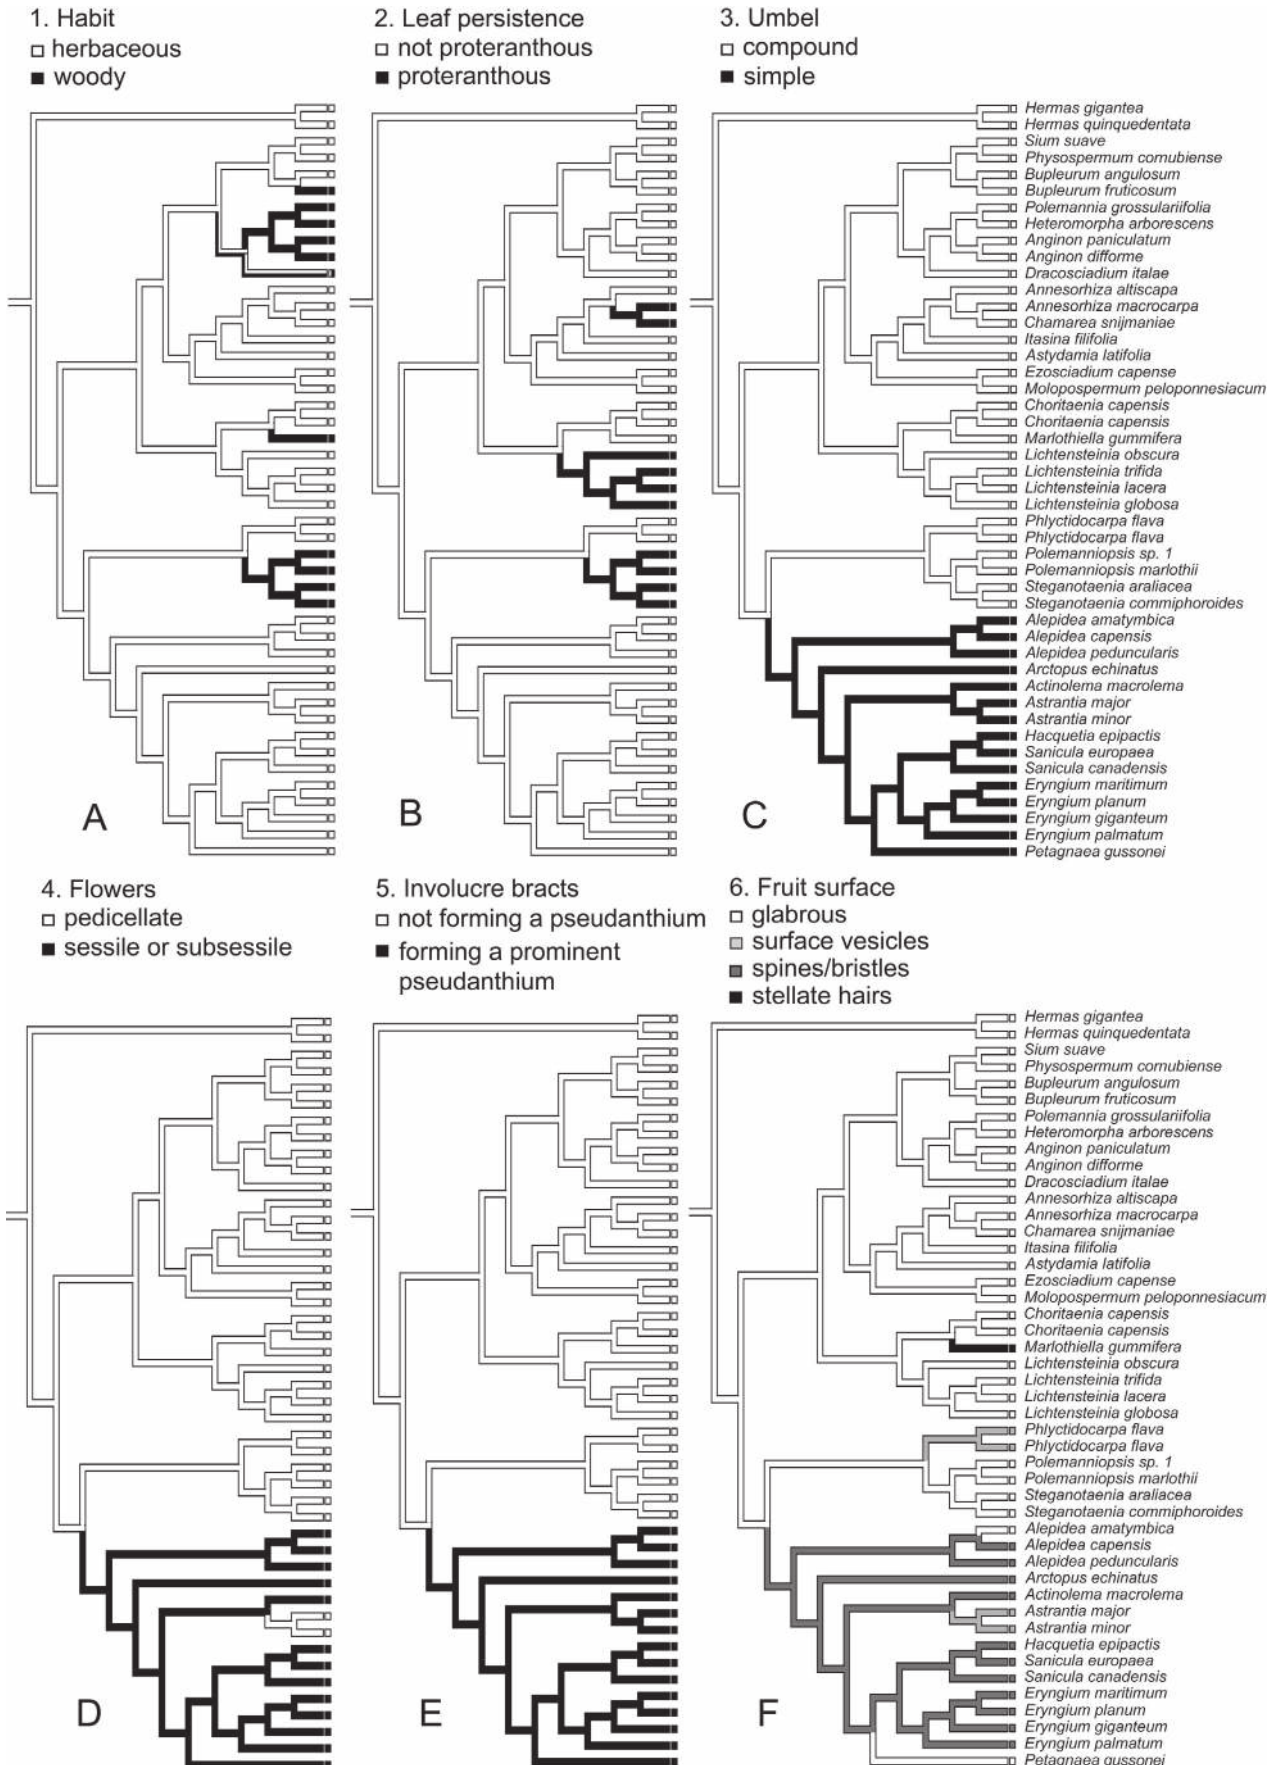 1. Habit
herbaceous
woody
2. Leaf persistence
not proteranthous
proteranthous
3. Umbel
compound
simple
Hermas gigantea
Hermas quinquedentata
Sium suave
Physospermum cornubiense
Bupleurum angulosum
Bupleurum fruticosum
Polemannia grossulariifolia
Heteromorpha arborescens
Anginon paniculatum
Anginon difforme
Dracosciadium italae
Annesorhiza altiscapa
Annesorhiza macrocarpa
Chamarea snijmaniae
Itasina filifolia
Astydamia latifolia
Ezosciadium capense
Molopospermum peloponnesiacum
Choritaenia capensis
Choritaenia capensis
Marlothiella gummifera
Lichtensteinia obscura
Lichtensteinia trifida
Lichtensteinia lacera
Lichtensteinia globosa
Phlyctidocarpa flava
Phlyctidocarpa flava
Polemanniopsis sp. 1
Polemanniopsis marlothii
Steganotaenia araliacea
Steganotaenia commiphoroides
Alepidea amatymbica
Alepidea capensis
Alepidea peduncularis
Arctopus echinatus
Actinolema macrolema
Astrantia major
Astrantia minor
Hacquetia epipactis
Sanicula europaea
Sanicula canadensis
Eryngium maritimum
Eryngium planum
Eryngium giganteum
Eryngium palmatum
Petagnaea gussonei
A
B
C
4. Flowers
pedicellate
sessile or subsessile
5. Involucre bracts
not forming a pseudanthium
forming a prominent
pseudanthium
6. Fruit surface
glabrous
surface vesicles
spines/bristles
stellate hairs
Hermas gigantea
Hermas quinquedentata
Sium suave
Physospermum cornubiense
Bupleurum angulosum
Bupleurum fruticosum
Polemannia grossulariifolia
Heteromorpha arborescens
Anginon paniculatum
Anginon difforme
Dracosciadium italae
Annesorhiza altiscapa
Annesorhiza macrocarpa
Chamarea snijmaniae
Itasina filifolia
Astydamia latifolia
Ezosciadium capense
Molopospermum peloponnesiacum
Choritaenia capensis
Choritaenia capensis
Marlothiella gummifera
Lichtensteinia obscura
Lichtensteinia trifida
Lichtensteinia lacera
Lichtensteinia globosa
Phlyctidocarpa flava
Phlyctidocarpa flava
Polemanniopsis sp. 1
Polemanniopsis marlothii
Steganotaenia araliacea
Steganotaenia commiphoroides
Alepidea amatymbica
Alepidea capensis
Alepidea peduncularis
Arctopus echinatus
Actinolema macrolema
Astrantia major
Astrantia minor
Hacquetia epipactis
Sanicula europaea
Sanicula canadensis
Eryngium maritimum
Eryngium planum
Eryngium giganteum
Eryngium palmatum
Petagnaea gussonei
D
E
F